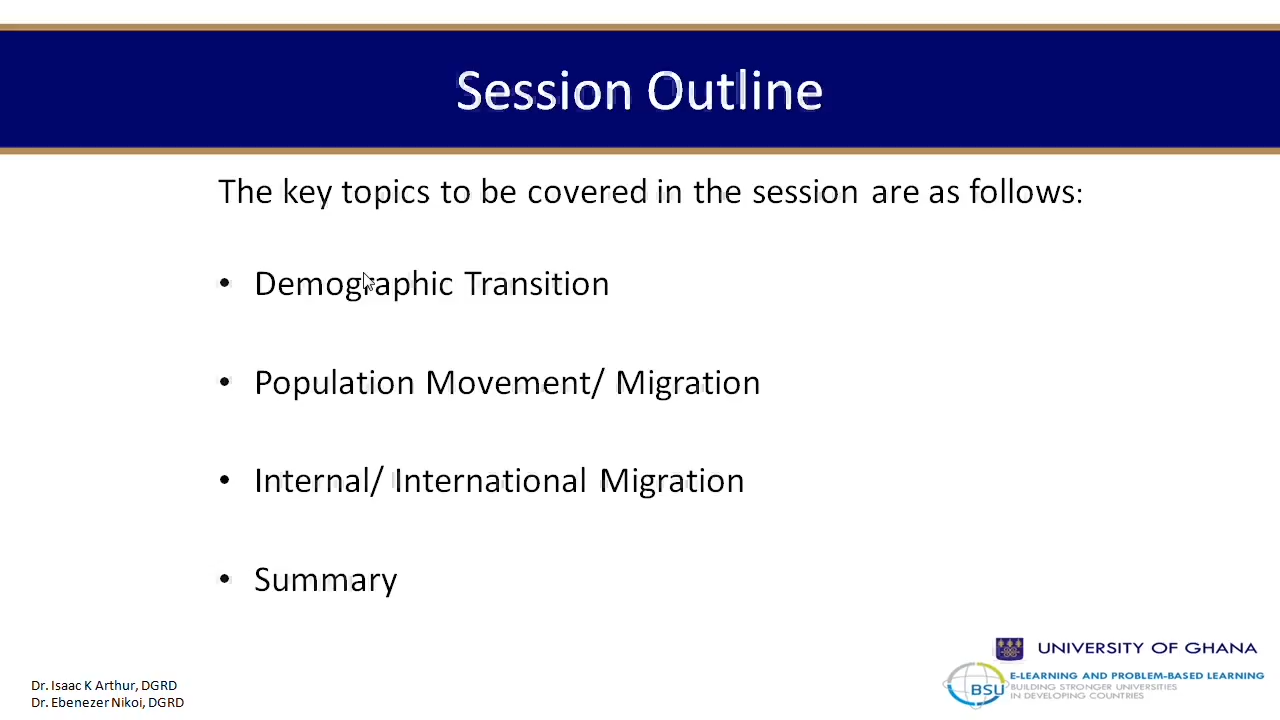 Session Outline
The key topics to be covered in the session are as follows:
• Demographic Transition
• Population Movement/ Migration
• Internal/ International Migration
• Summary
UNIVERSITY OF GHANA
BSU
E-LEARNING AND PROBLEM-BASED LEARNING
BUILDING STRONGER UNIVERSITIES
IN DEVELOPING COUNTRIES
Dr. Isaac K Arthur, DGRD
Dr. Ebenezer Nikoi, DGRD